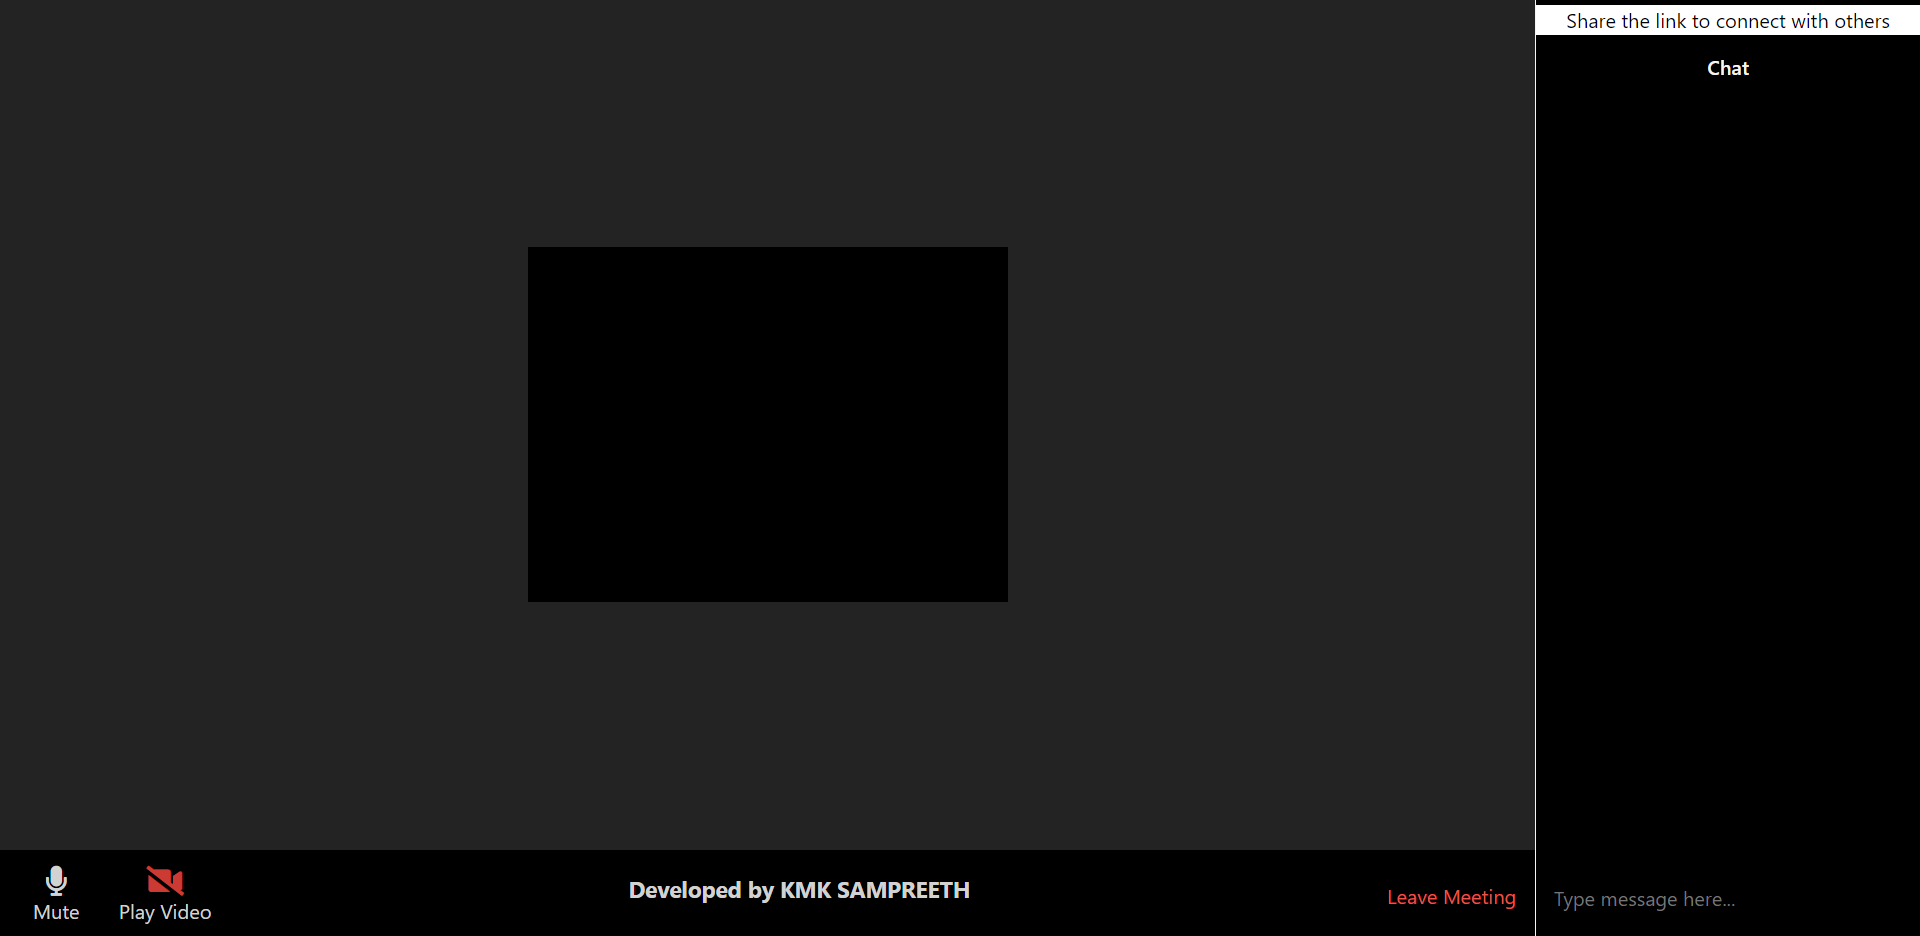 Share the link to connect with others
Chat
Mute
Play Video
Developed by KMK SAMPREETH
Leave Meeting
Type message here...